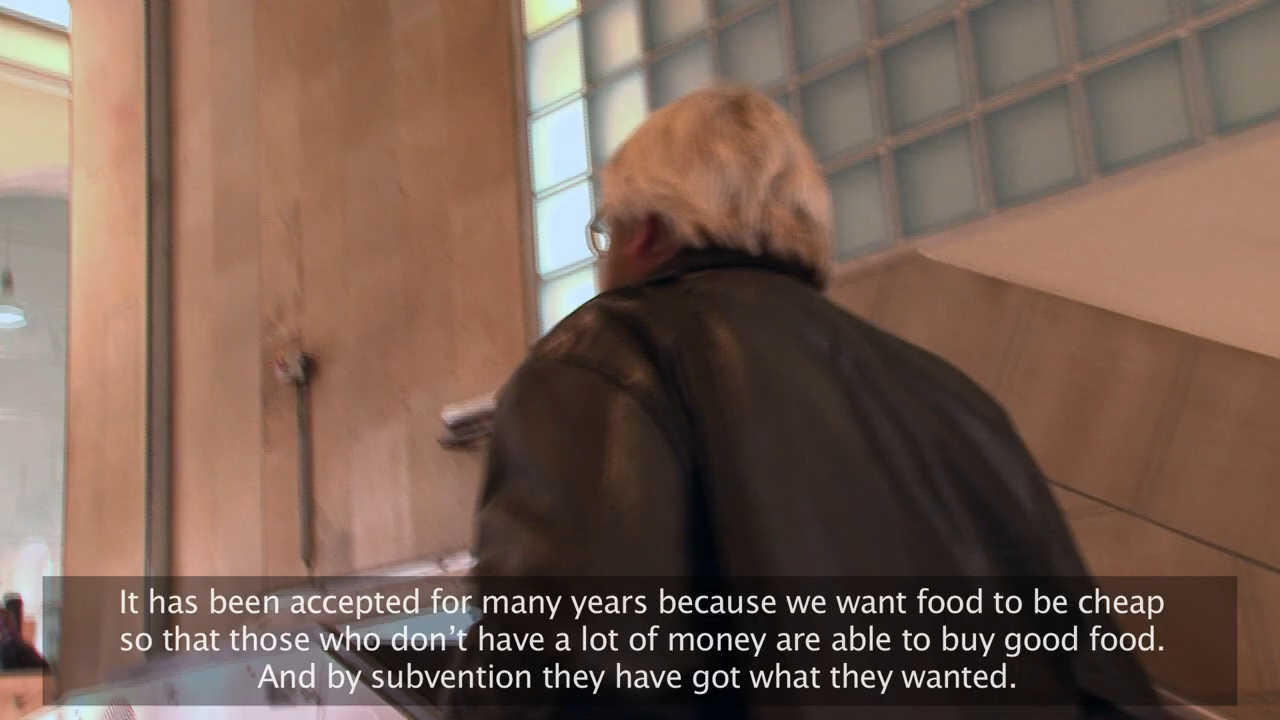 It has been accepted for many years because we want food to be cheap
so that those who don’t have a lot of money are able to buy good food.
And by subvention they have got what they wanted.